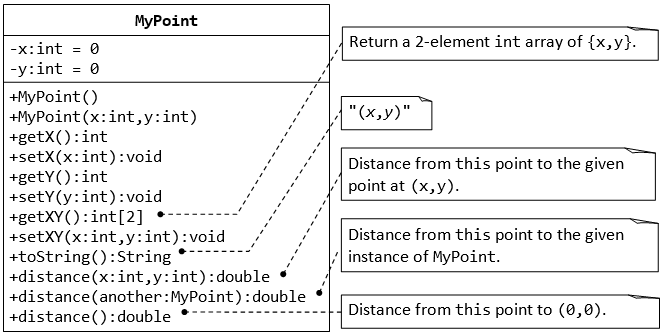 MyPoint
-x:int = 0
-y:int = 0
+MyPoint()
+MyPoint(x:int,y:int)
+getX():int
+setX(x:int):void
+getY():int
+setY(y:int):void
+getXY():int[2]
+setXY(x:int,y:int):void
+toString():String
+distance(x:int,y:int):double
+distance(another:MyPoint):double
+distance():double
Return a 2-element int array of {x,y}.
"(x,y)"
Distance from this point to the given
point at (x,y).
Distance from this point to the given
instance of MyPoint.
Distance from this point to (0,0).